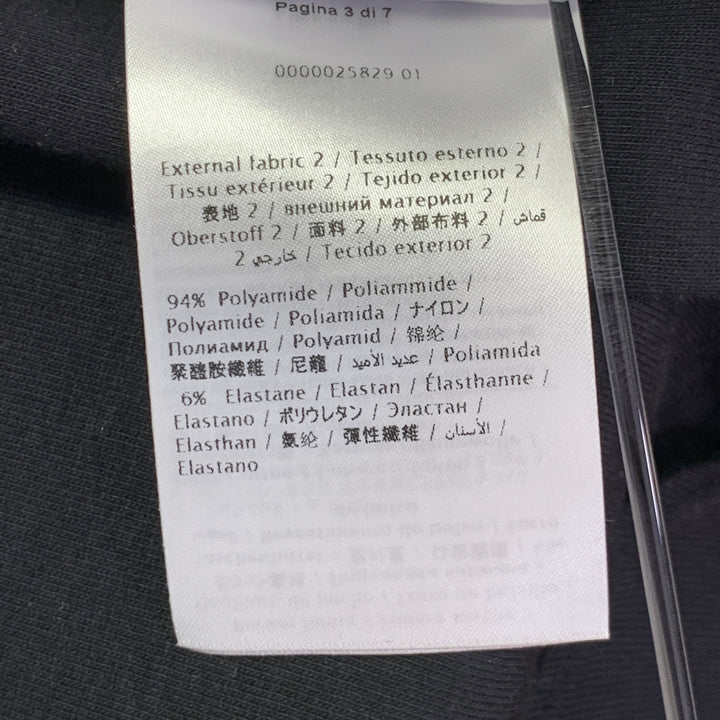 Pagina 3 di 7
0000025829 01
External fabric 2 / Tessuto esterno 2 /
Tissu extérieur 2 / Tejido exterior 2 /
表地 2 / внешний материал 2 /
Oberstoff 2 / 面料 2 / 外部布料 2 / قماش
خارجي 2 / Tecido exterior 2
94% Polyamide / Poliammide /
Polyamide / Poliamida / ナイロン /
Полиамид / Polyamid / 锦纶 /
聚醯胺纖維 / 尼龍 / عديد الأميد / Poliamida
6% Elastane / Elastan / Élasthanne /
Elastano / ポリウレタン / Эластан /
Elasthan / 氨纶 / 彈性纖維 / الأستان /
Elastano